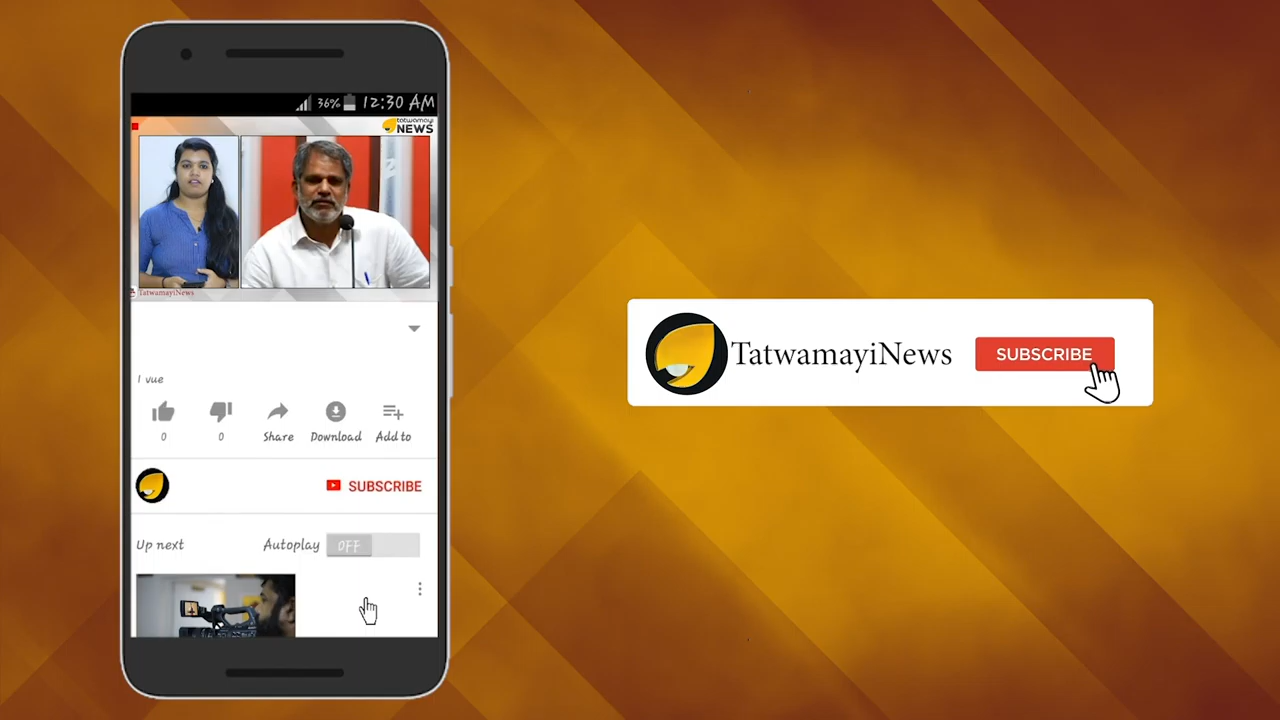 36% 12:30 AM
tatwamayi
NEWS
TatwamayiNews
1 vue
0
0
Share
Download
Add to
SUBSCRIBE
Up next
Autoplay
OFF
TatwamayiNews
SUBSCRIBE